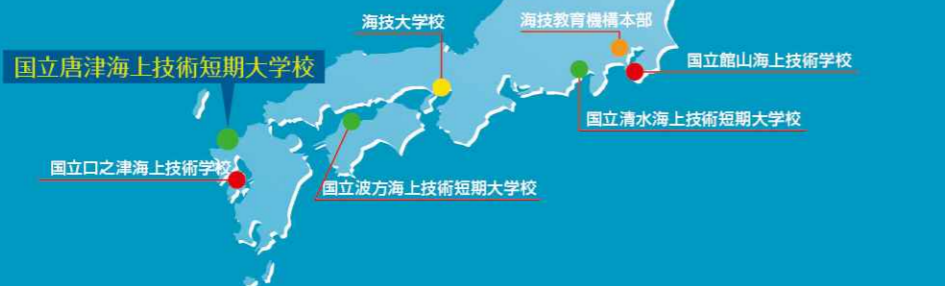 海技大学校
海技教育機構本部
国立唐津海上技術短期大学校
国立館山海上技術学校
国立清水海上技術短期大学校
国立口之津海上技術学校
国立波方海上技術短期大学校